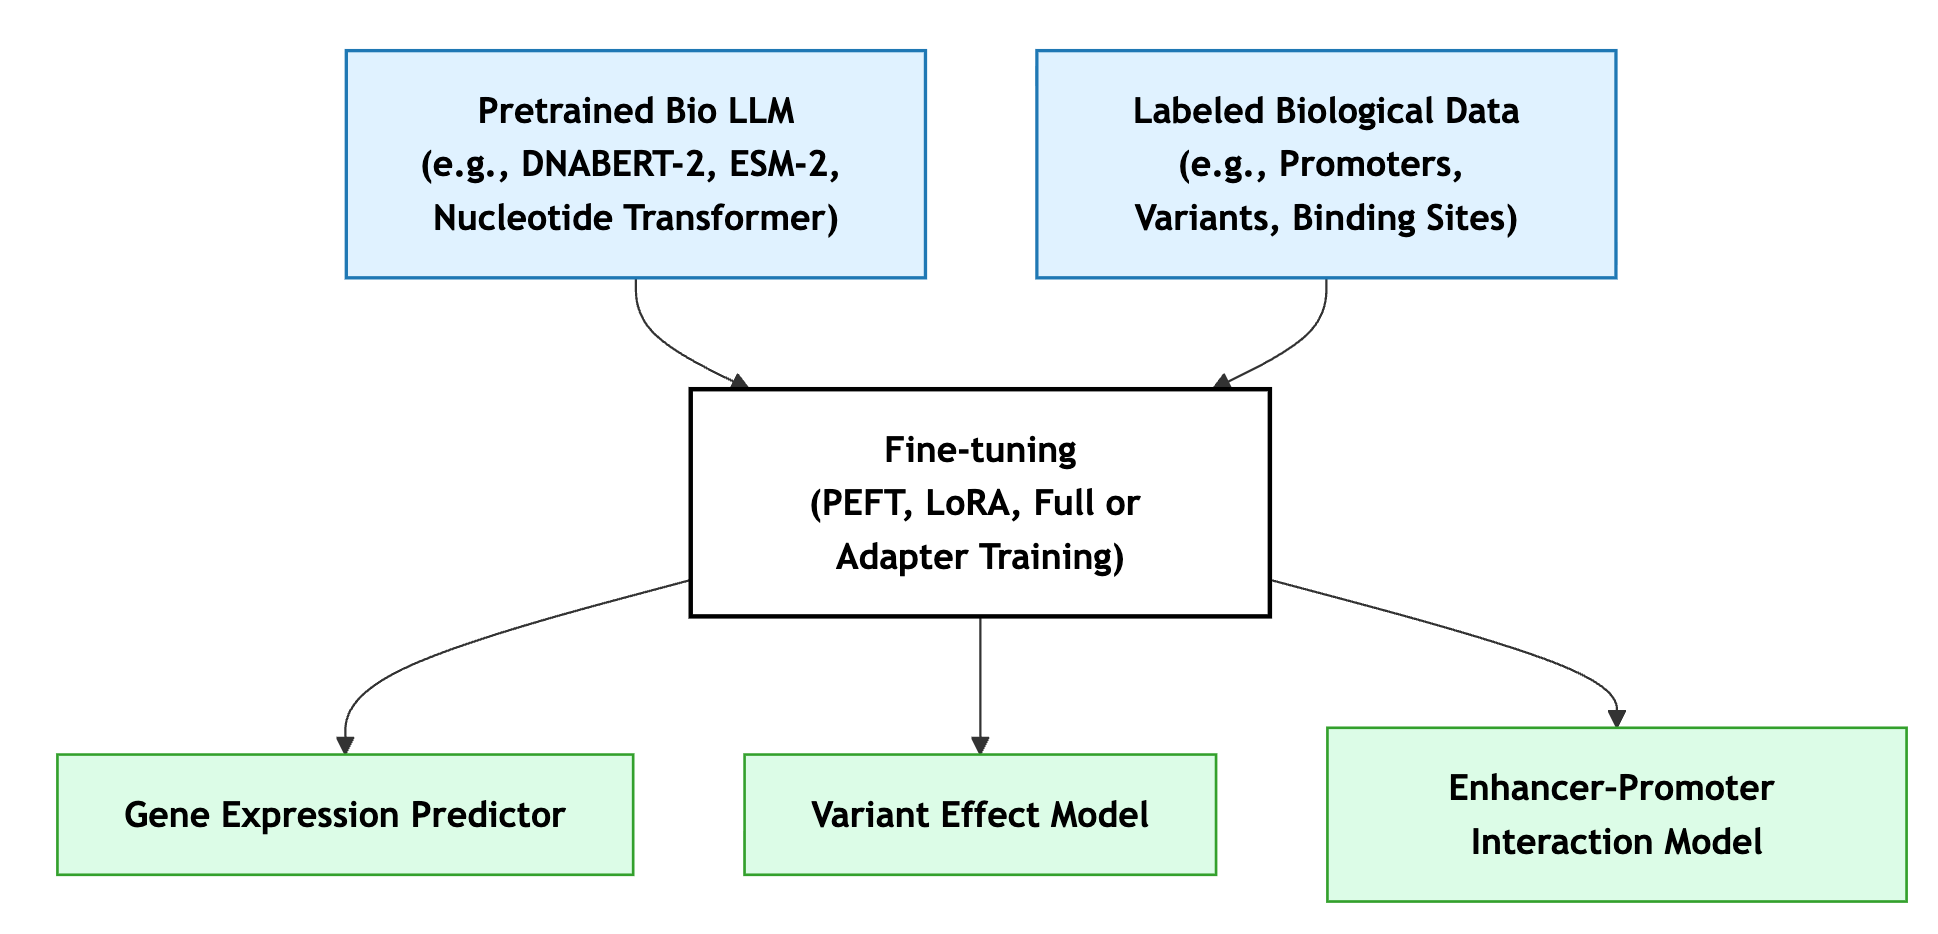 Pretrained Bio LLM
(e.g., DNABERT-2, ESM-2,
Nucleotide Transformer)
Labeled Biological Data
(e.g., Promoters,
Variants, Binding Sites)
Fine-tuning
(PEFT, LoRA, Full or
Adapter Training)
Gene Expression Predictor
Variant Effect Model
Enhancer–Promoter
Interaction Model